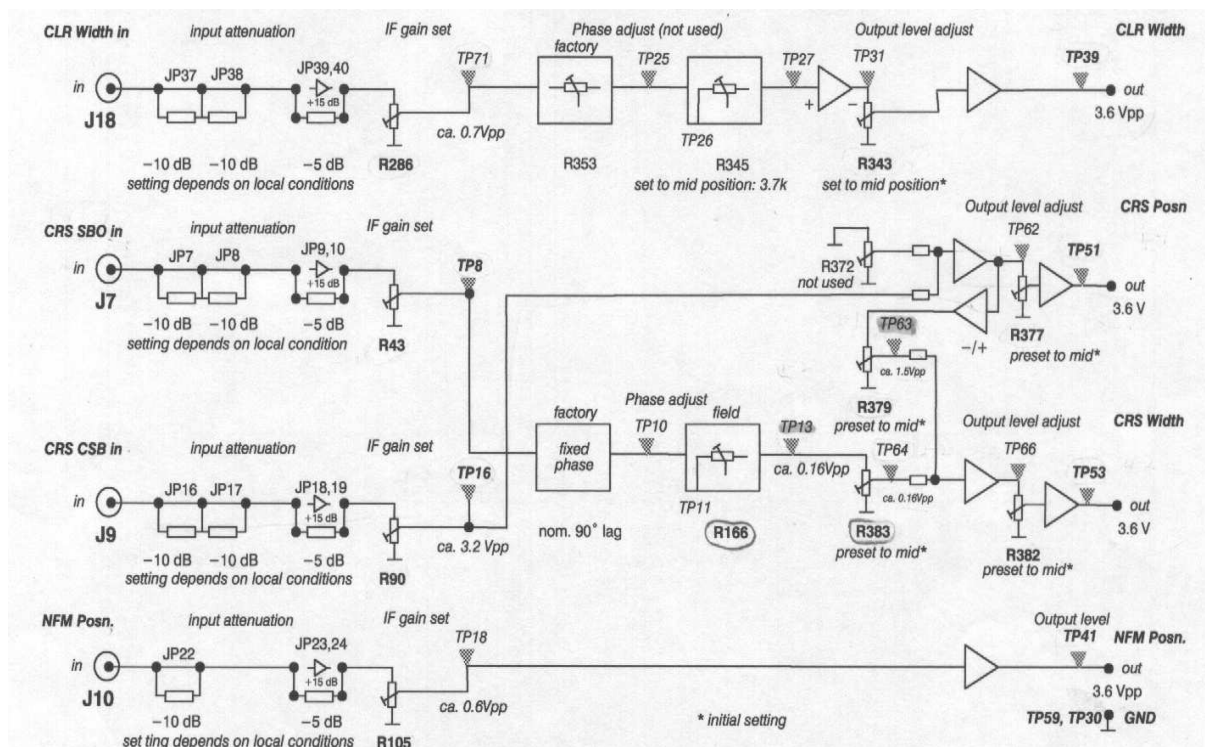 CLR Width in
input attenuation
IF gain set
Phase adjust (not used)
Output level adjust
CLR Width
in
J18
JP37
JP38
JP39,40
+15 dB
TP71
factory
TP25
TP27
TP31
TP39
out
3.6 Vpp
+
−
TP26
ca. 0.7Vpp
−10 dB
−10 dB
−5 dB
R286
R353
R345
R343
setting depends on local conditions
set to mid position: 3.7k
set to mid position*
CRS SBO in
input attenuation
IF gain set
Output level adjust
CRS Posn
in
J7
JP7
JP8
JP9,10
+15 dB
TP8
R372
not used
TP62
TP51
out
3.6 V
−10 dB
−10 dB
−5 dB
R43
setting depends on local condition
TP63
−/+
R377
preset to mid*
ca. 1.5Vpp
R379
preset to mid*
CRS CSB in
input attenuation
IF gain set
factory
Phase adjust
field
Output level adjust
CRS Width
fixed
phase
TP10
TP13
TP64
TP66
TP53
in
J9
JP16
JP17
JP18,19
+15 dB
TP16
TP11
ca. 0.16Vpp
ca. 0.16Vpp
out
3.6 V
ca. 3.2 Vpp
nom. 90° lag
R166
R383
preset to mid*
R382
preset to mid*
−10 dB
−10 dB
−5 dB
R90
setting depends on local conditions
NFM Posn.
input attenuation
IF gain set
Output level
NFM Posn.
in
J10
JP22
JP23,24
+15 dB
TP18
TP41
out
3.6 Vpp
ca. 0.6Vpp
−10 dB
−5 dB
R105
set ting depends on local conditions
* initial setting
TP59, TP30
GND